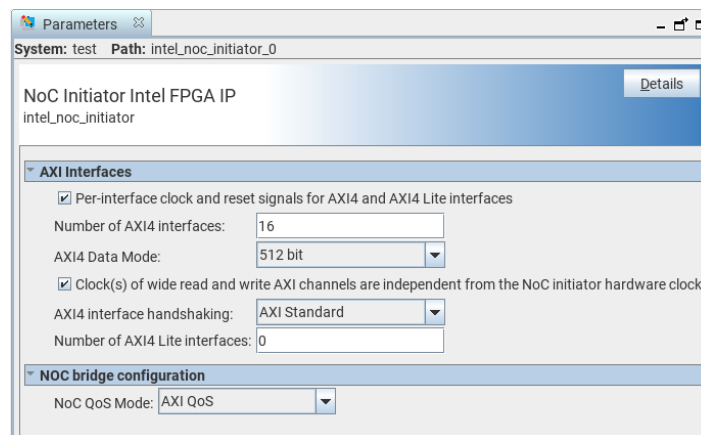 Parameters
System: test Path: intel_noc_initiator_0
Details
NoC Initiator Intel FPGA IP
intel_noc_initiator
AXI Interfaces
Per-interface clock and reset signals for AXI4 and AXI4 Lite interfaces
Number of AXI4 interfaces: 16
AXI4 Data Mode: 512 bit
Clock(s) of wide read and write AXI channels are independent from the NoC initiator hardware clock
AXI4 interface handshaking: AXI Standard
Number of AXI4 Lite interfaces: 0
NOC bridge configuration
NoC QoS Mode: AXI QoS